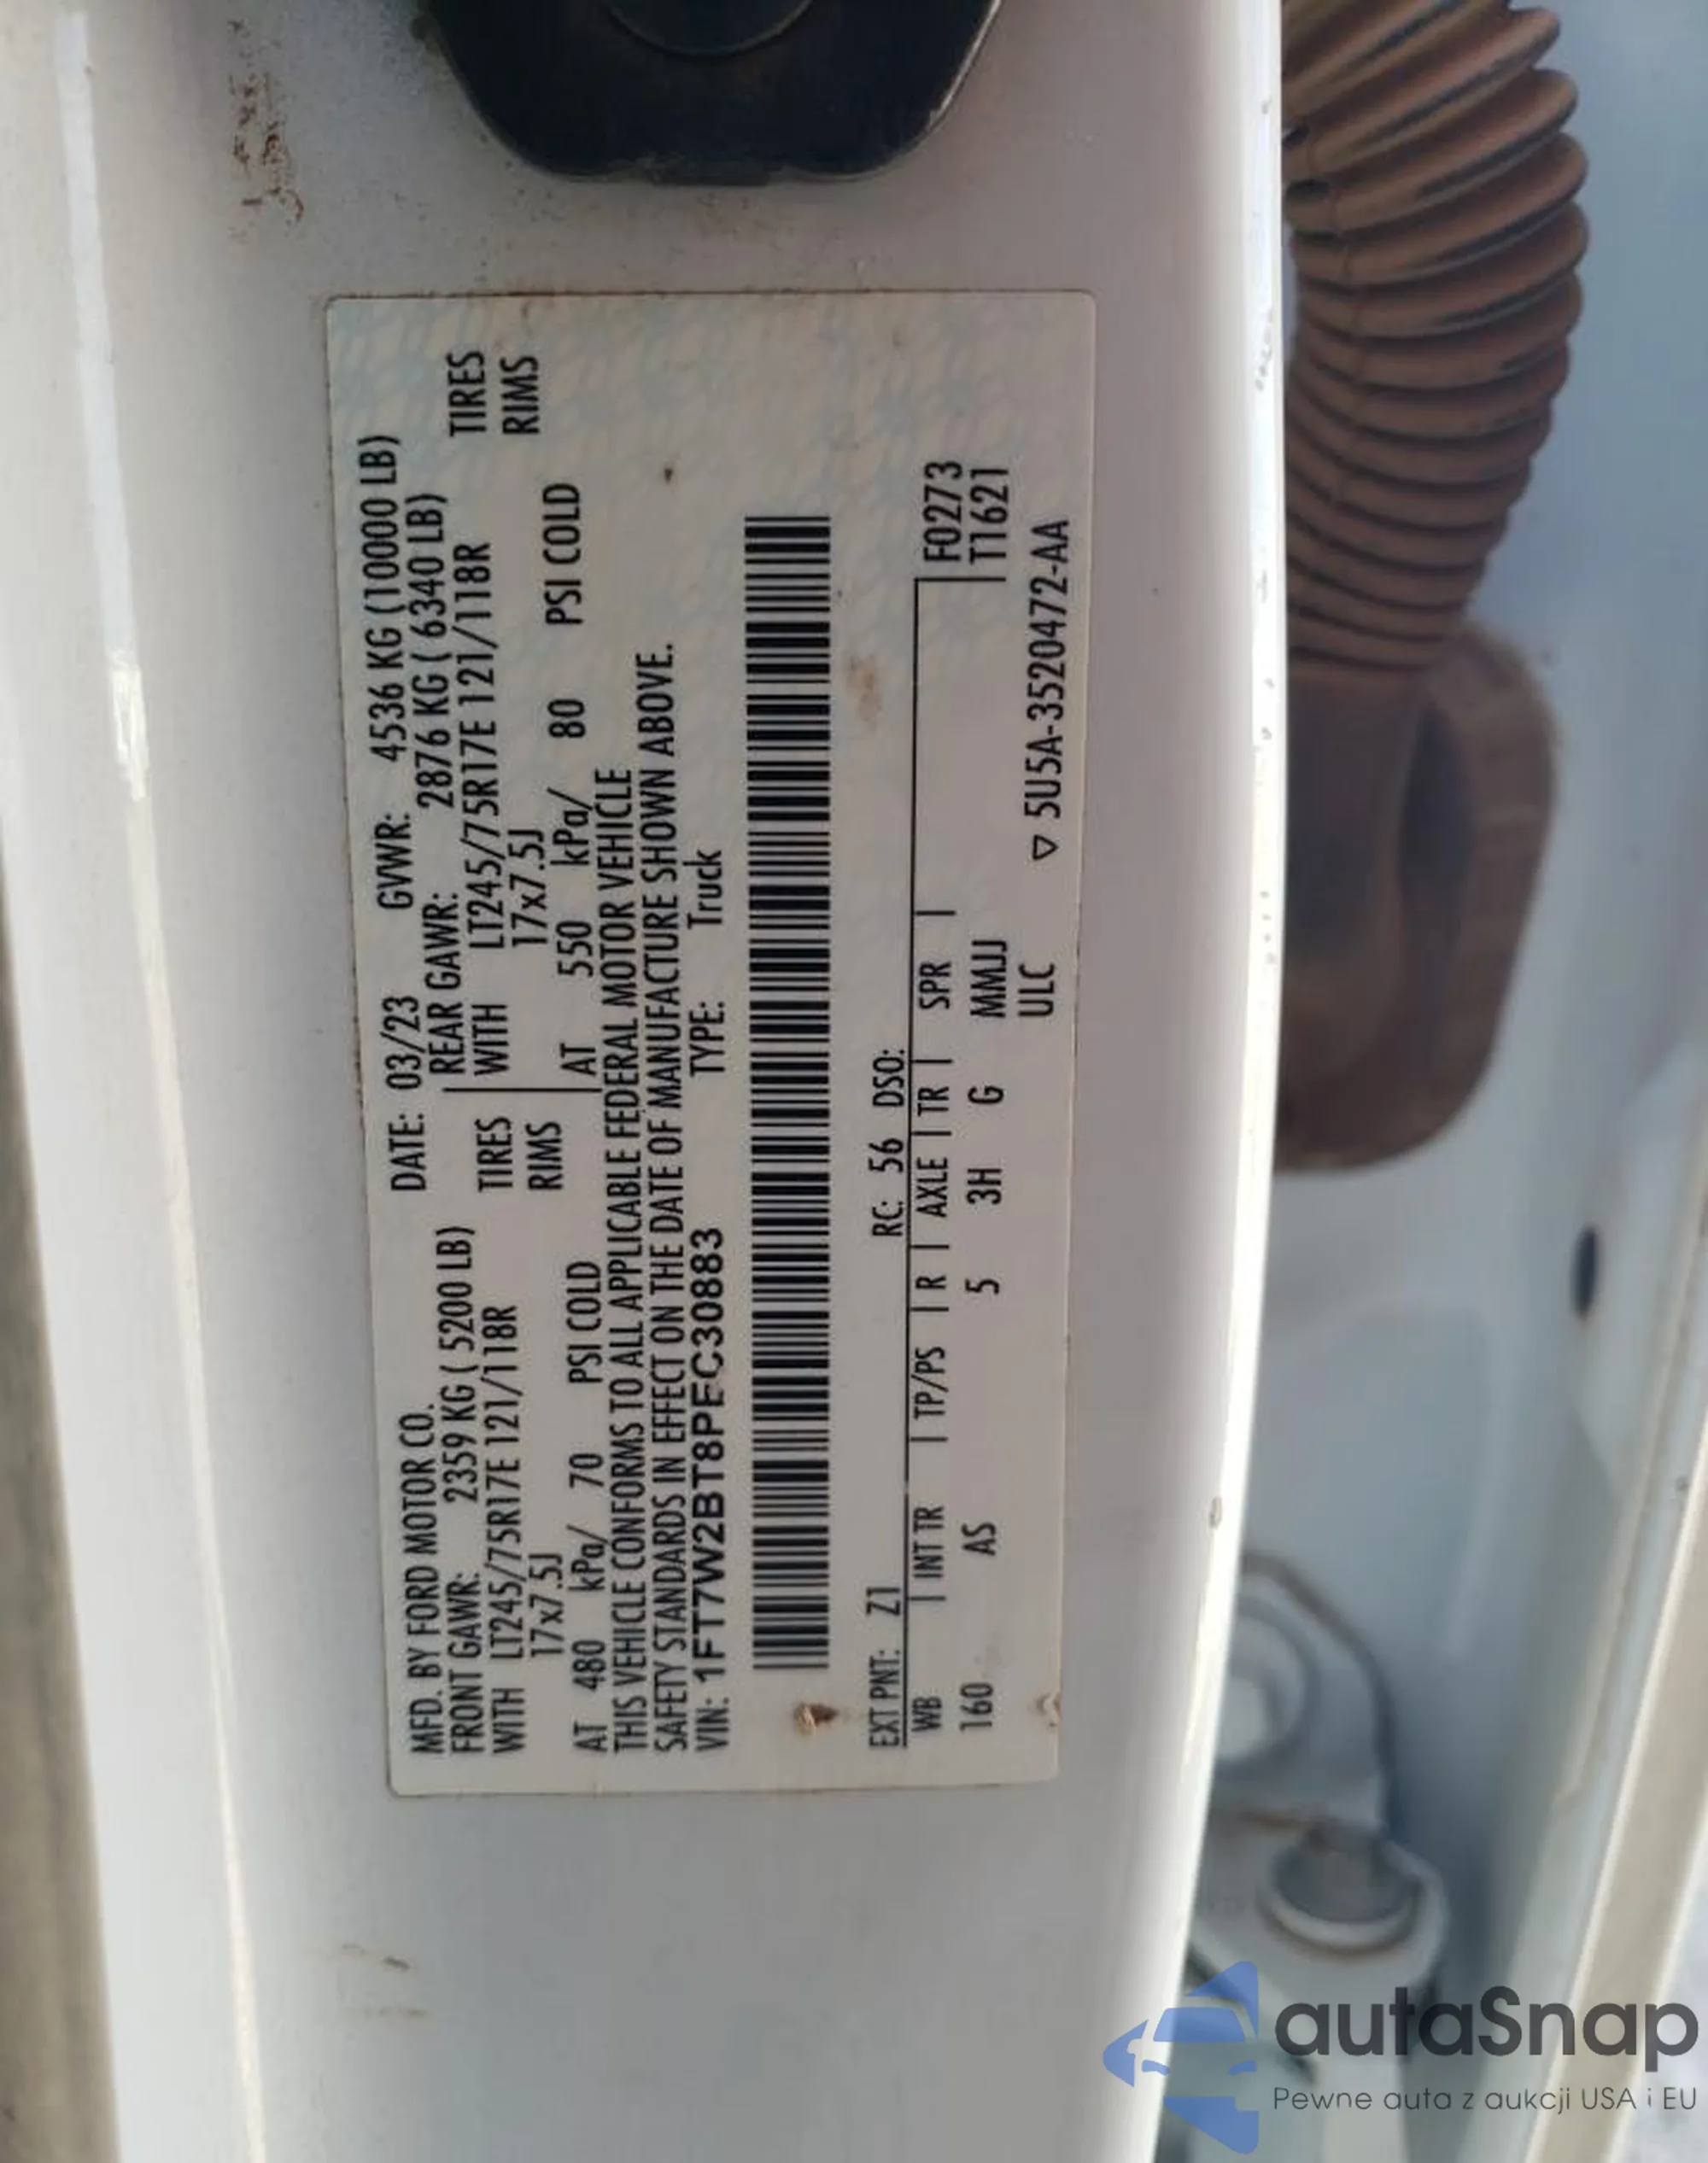 MFD. BY FORD MOTOR CO. DATE: 03/23 GVWR: 4536 KG (10000 LB)
FRONT GAWR: 2359 KG ( 5200 LB) REAR GAWR: 2876 KG ( 6340 LB)
WITH LT245/75R17E 121/118R TIRES WITH LT245/75R17E 121/118R TIRES
17x7.5J RIMS 17x7.5J RIMS
AT 480 kPa/ 70 PSI COLD AT 550 kPa/ 80 PSI COLD
THIS VEHICLE CONFORMS TO ALL APPLICABLE FEDERAL MOTOR VEHICLE
SAFETY STANDARDS IN EFFECT ON THE DATE OF MANUFACTURE SHOWN ABOVE.
VIN: 1FT7W2BT8PEC30883 TYPE: Truck
EXT PNT: Z1 RC: 56 DSO:
WB INT TR TP/PS R AXLE TR SPR F0273
160 AS 5 3H G MMJJ T1621
ULC ▽ 5U5A-3520472-AA
autaSnap
Pewne auta z aukcji USA i EU